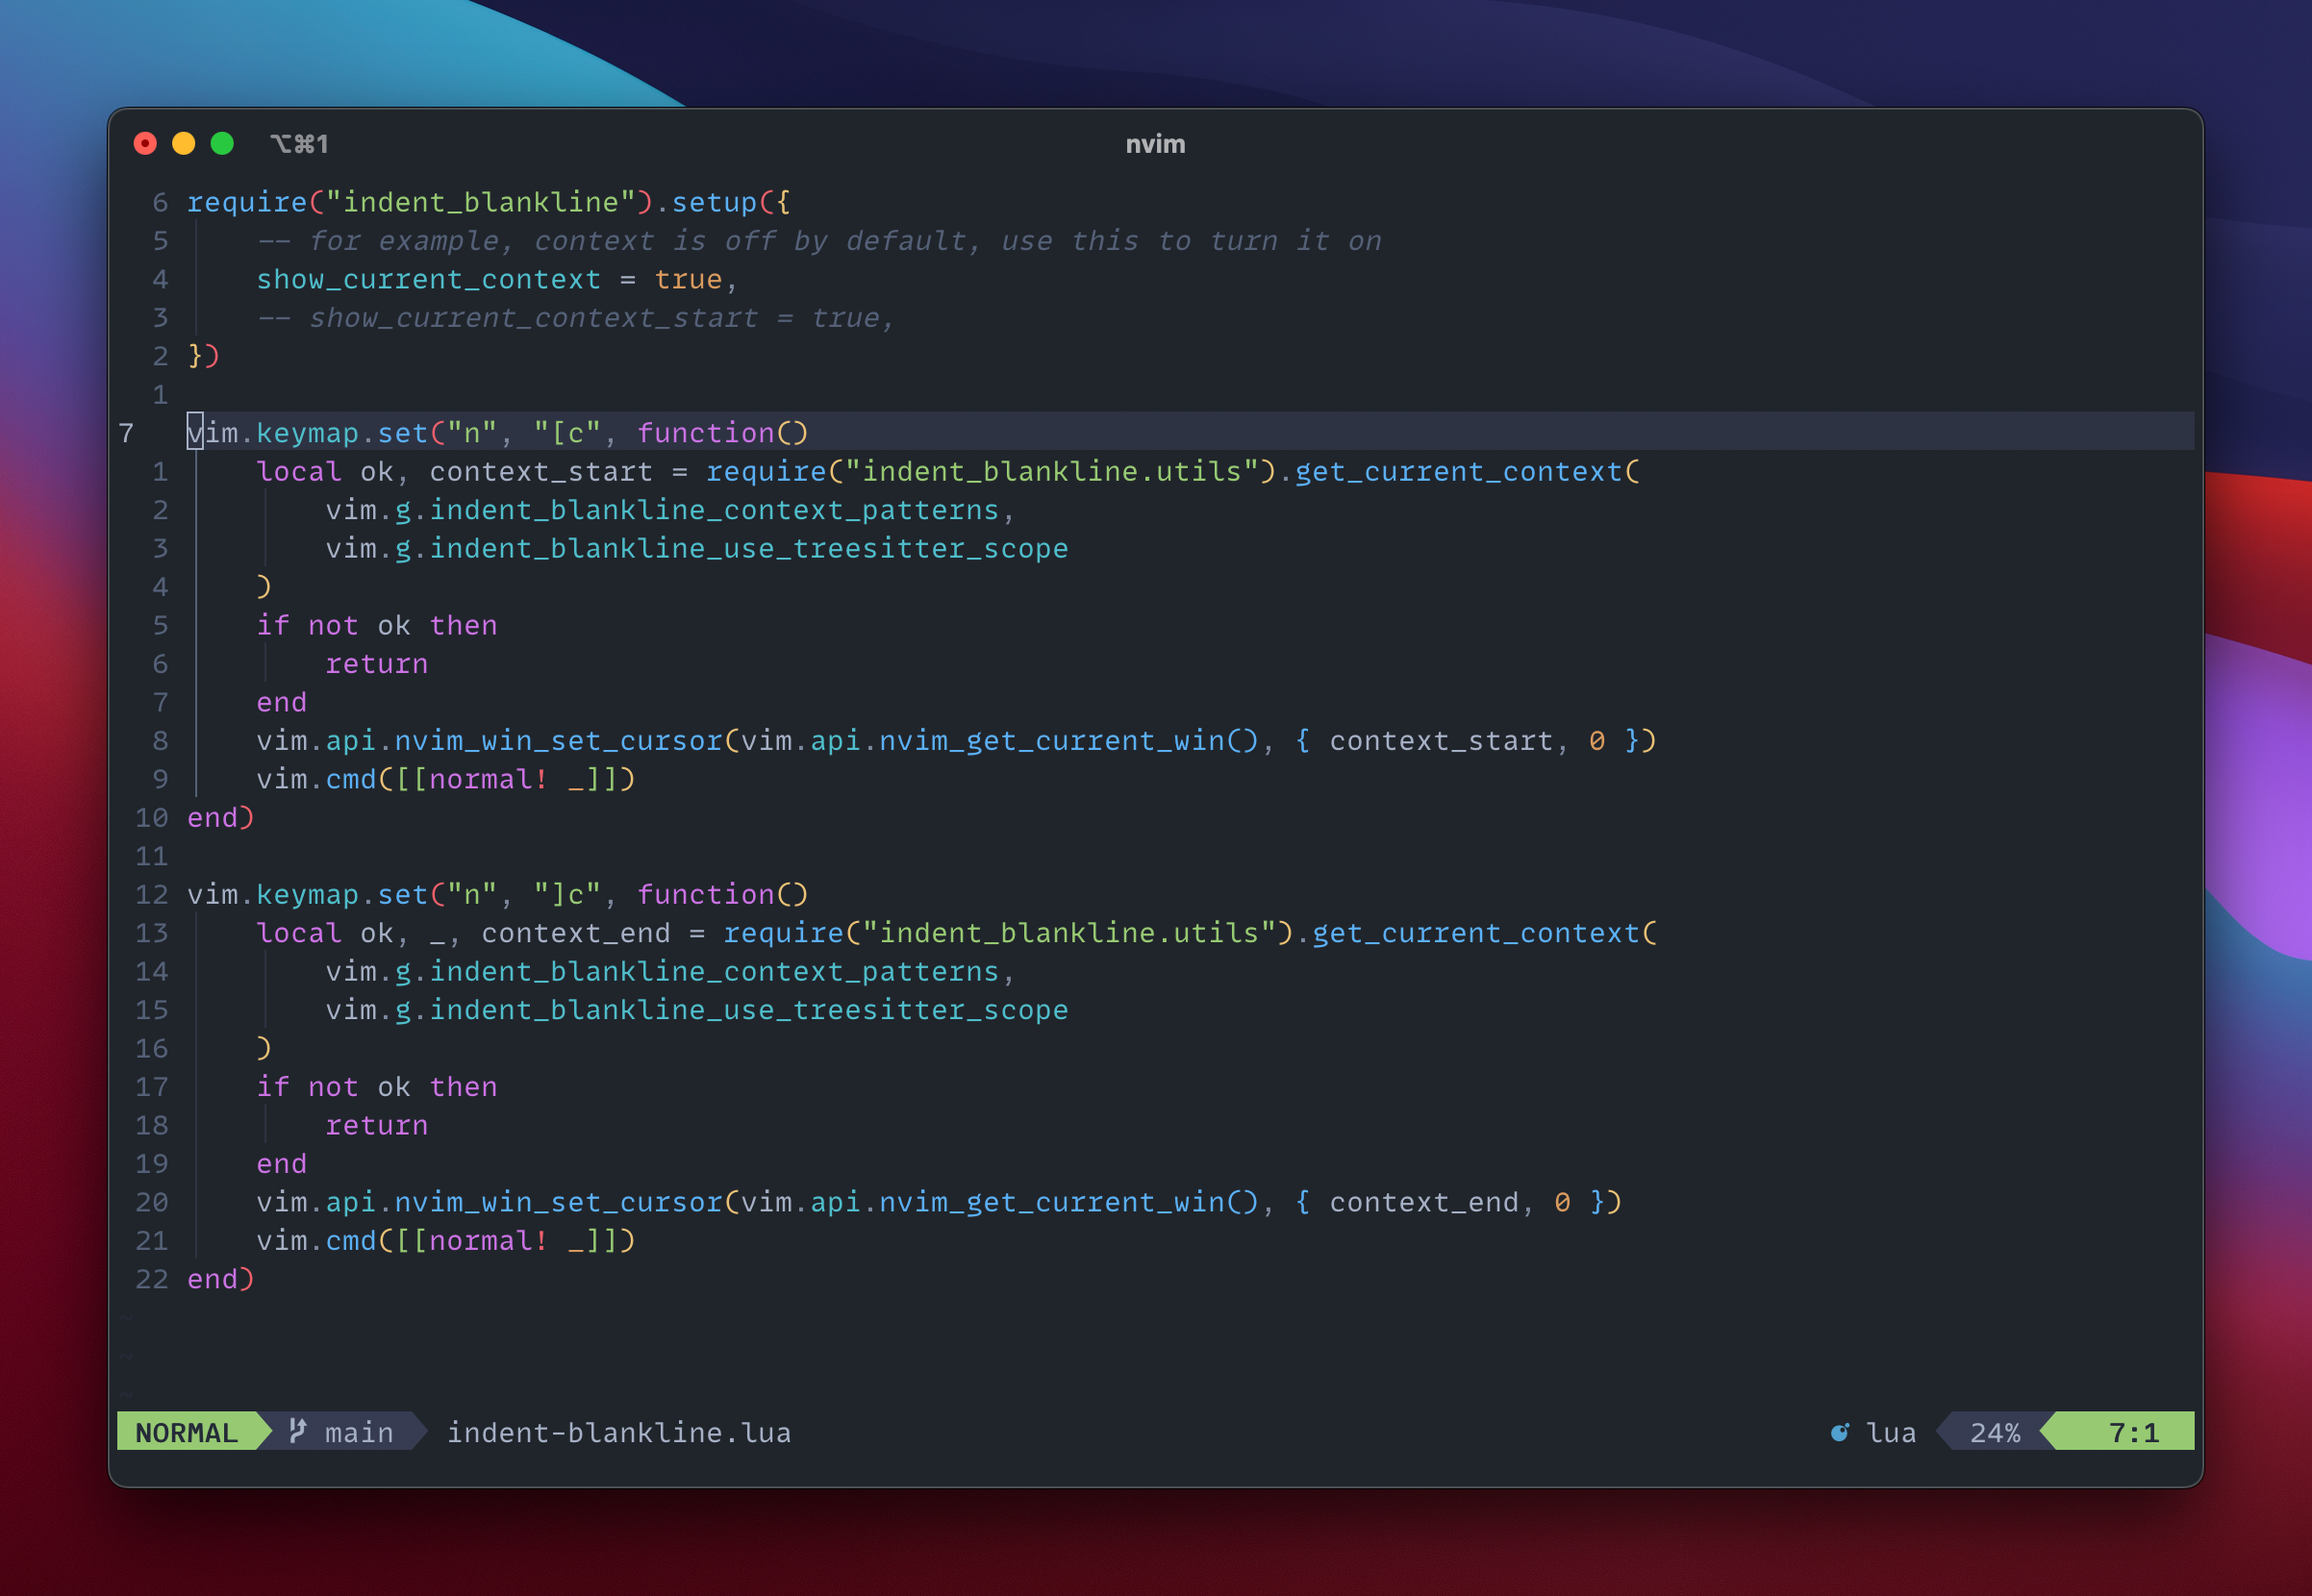 ⌥⌘1 nvim
6 require("indent_blankline").setup({
5     -- for example, context is off by default, use this to turn it on
4     show_current_context = true,
3     -- show_current_context_start = true,
2 })
1
7 vim.keymap.set("n", "[c", function()
1     local ok, context_start = require("indent_blankline.utils").get_current_context(
2         vim.g.indent_blankline_context_patterns,
3         vim.g.indent_blankline_use_treesitter_scope
4     )
5     if not ok then
6         return
7     end
8     vim.api.nvim_win_set_cursor(vim.api.nvim_get_current_win(), { context_start, 0 })
9     vim.cmd([[normal! _]])
10 end)
11
12 vim.keymap.set("n", "]c", function()
13     local ok, _, context_end = require("indent_blankline.utils").get_current_context(
14         vim.g.indent_blankline_context_patterns,
15         vim.g.indent_blankline_use_treesitter_scope
16     )
17     if not ok then
18         return
19     end
20     vim.api.nvim_win_set_cursor(vim.api.nvim_get_current_win(), { context_end, 0 })
21     vim.cmd([[normal! _]])
22 end)
~
~
~
NORMAL main indent-blankline.lua lua 24% 7:1